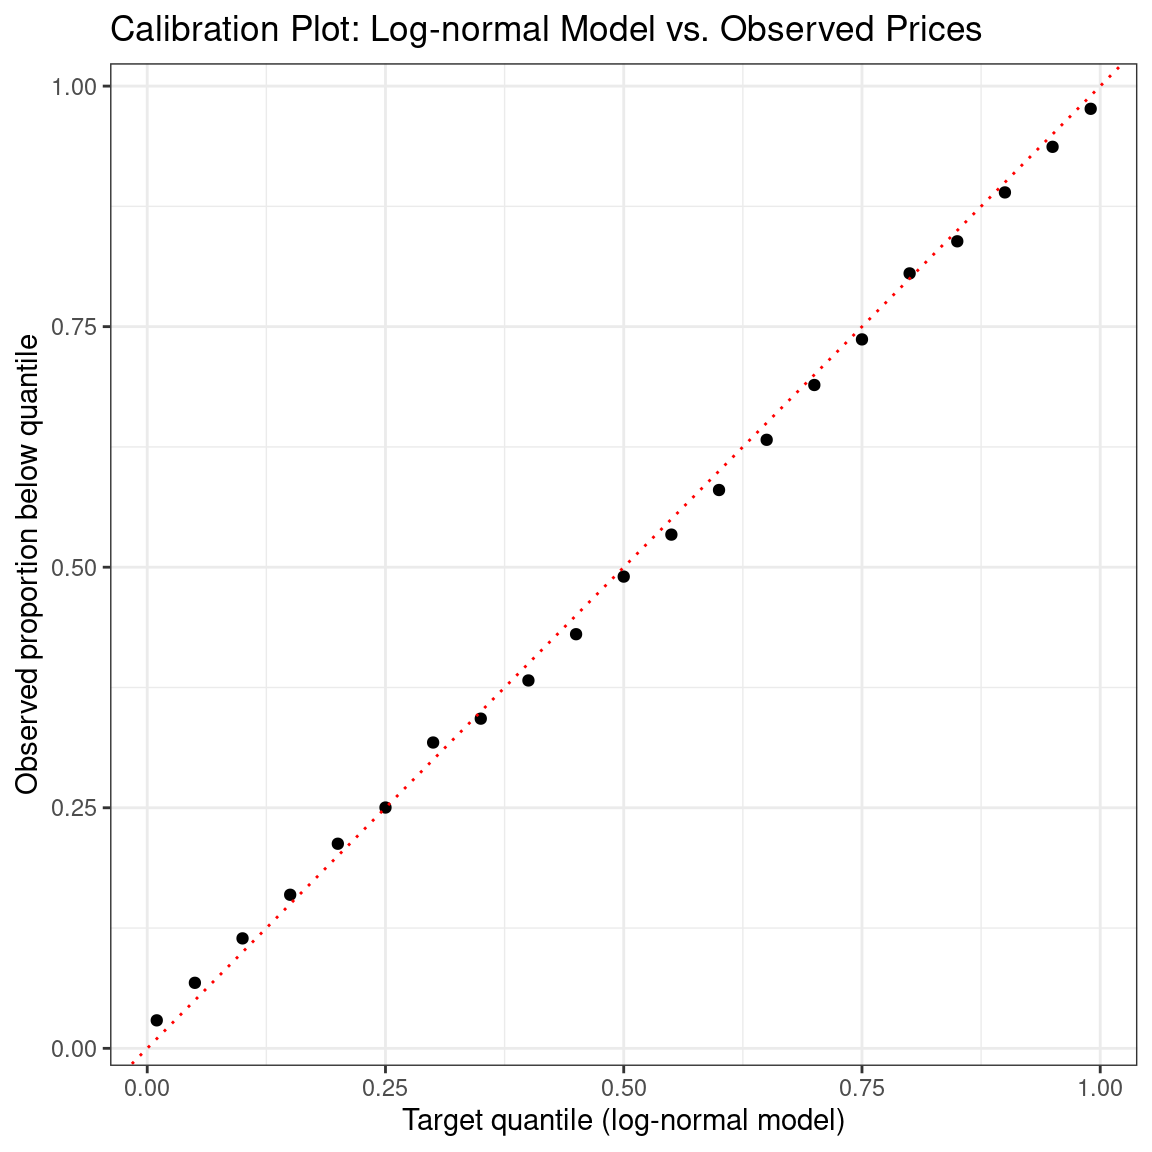 Calibration Plot: Log-normal Model vs. Observed Prices
Observed proportion below quantile
1.00
0.75
0.50
0.25
0.00
0.00 0.25 0.50 0.75 1.00
Target quantile (log-normal model)